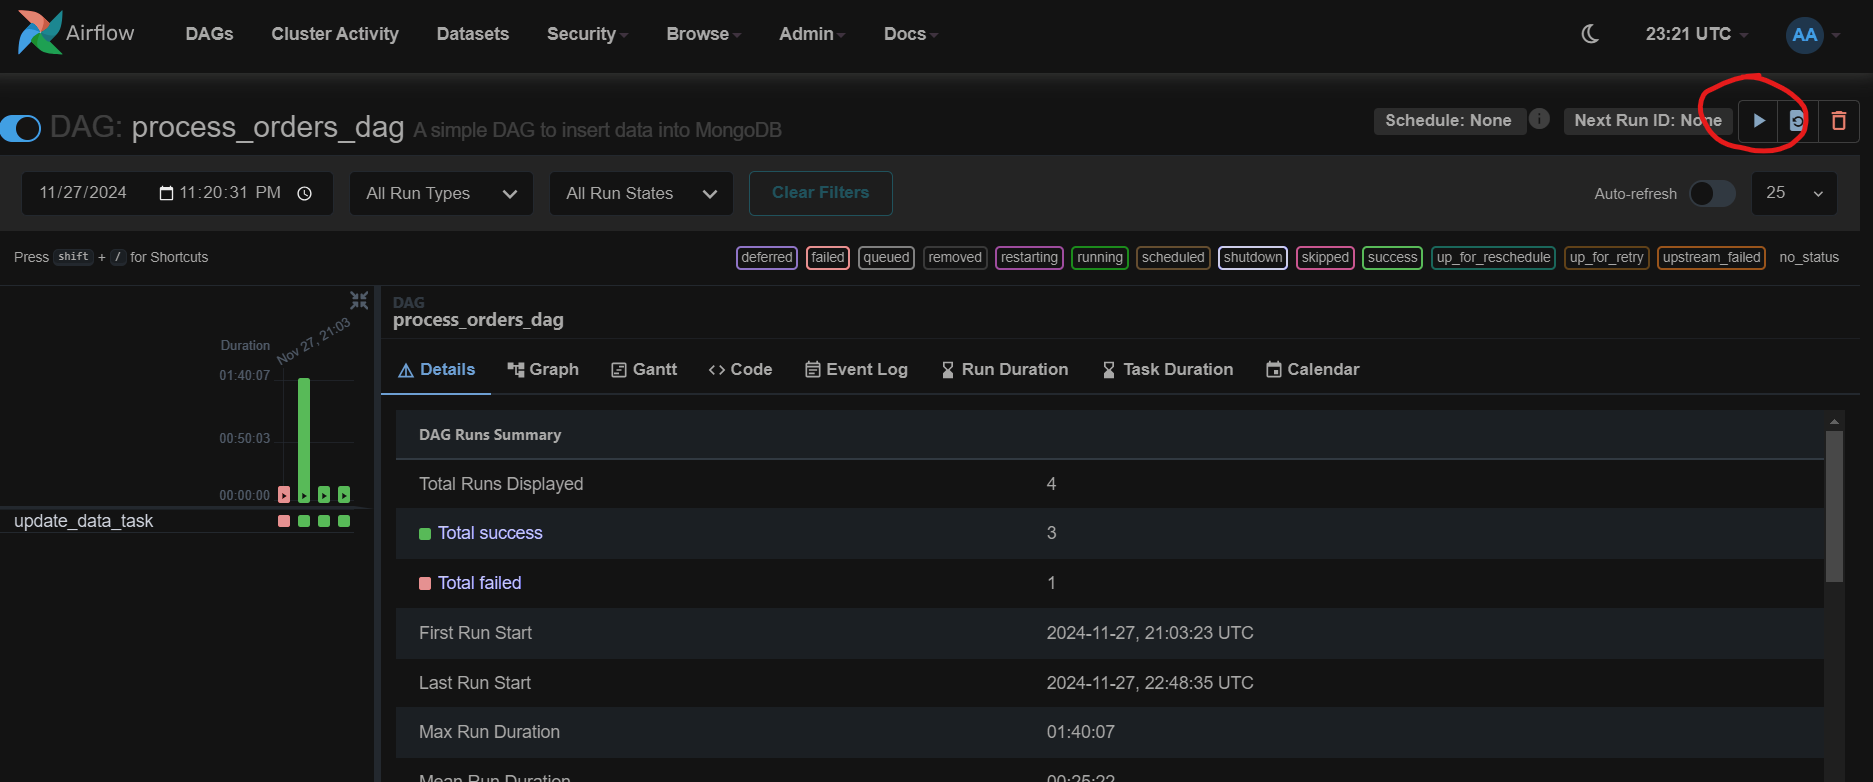 Airflow DAGs Cluster Activity Datasets Security Browse Admin Docs 23:21 UTC AA
DAG: process_orders_dag A simple DAG to insert data into MongoDB Schedule: None i Next Run ID: None
11/27/2024 11:20:31 PM All Run Types All Run States Clear Filters Auto-refresh 25
Press shift + / for Shortcuts deferred failed queued removed restarting running scheduled shutdown skipped success up_for_reschedule up_for_retry upstream_failed no_status
Duration
Nov 27, 21:03
01:40:07
00:50:03
00:00:00
update_data_task
DAG
process_orders_dag
Details Graph Gantt Code Event Log Run Duration Task Duration Calendar
DAG Runs Summary
Total Runs Displayed 4
Total success 3
Total failed 1
First Run Start 2024-11-27, 21:03:23 UTC
Last Run Start 2024-11-27, 22:48:35 UTC
Max Run Duration 01:40:07
Mean Run Duration 00:25:22